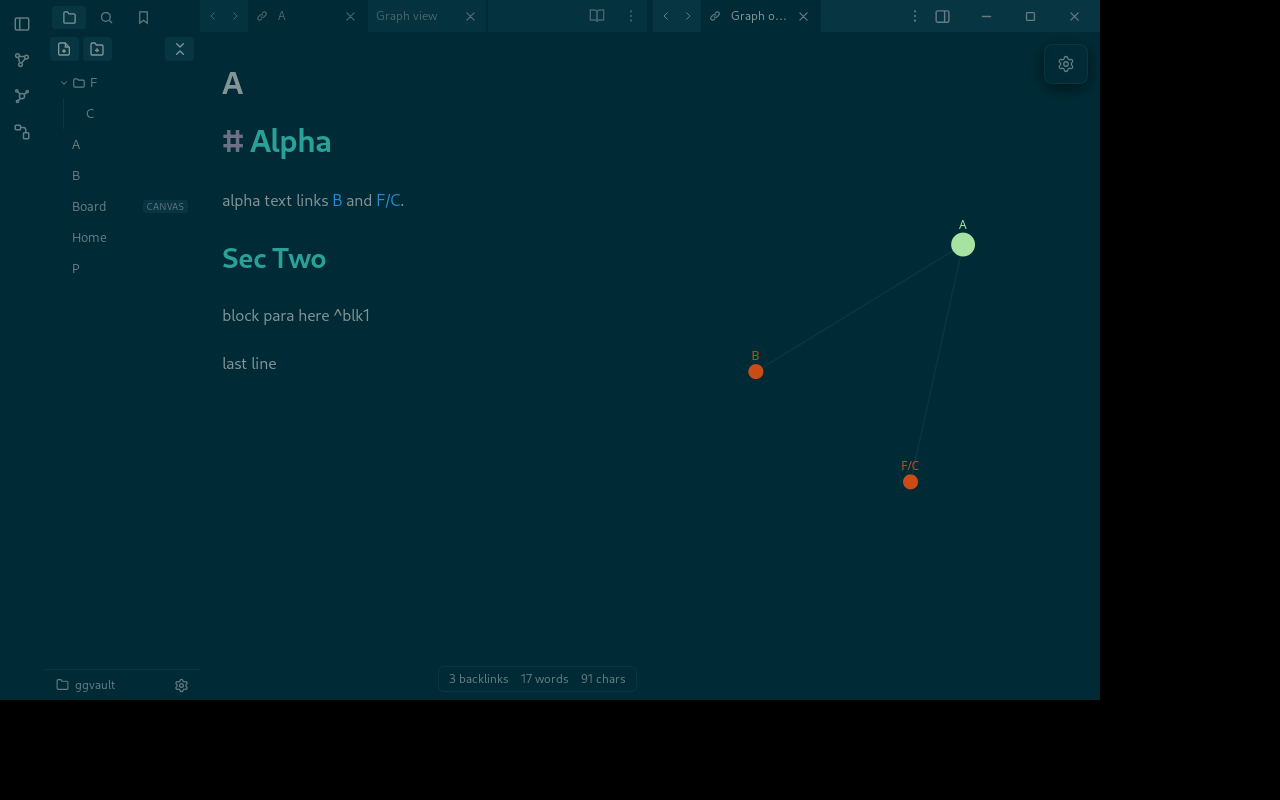 A
Graph view
Graph o...
F
C
A
B
Board CANVAS
Home
P
A
# Alpha
alpha text links B and F/C.
Sec Two
block para here ^blk1
last line
A
B
F/C
ggvault
3 backlinks 17 words 91 chars